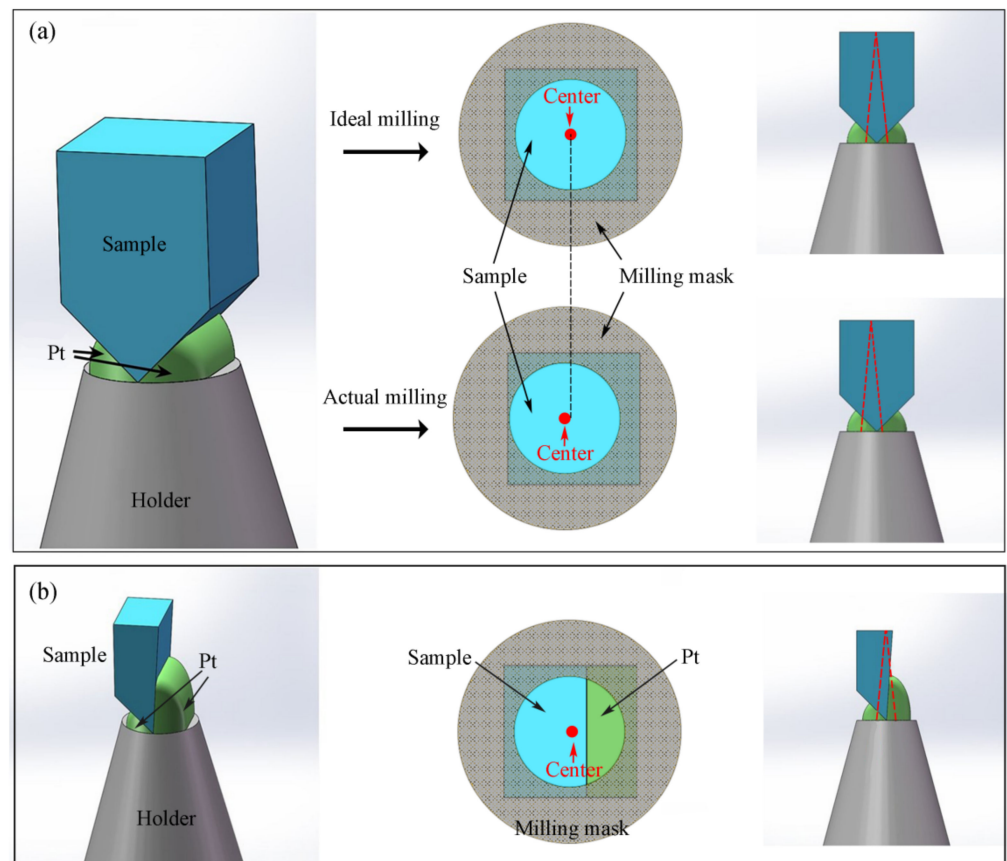 (a)
Ideal milling
Center
Sample
Sample
Milling mask
Pt
Actual milling
Center
Holder
(b)
Sample
Pt
Sample
Pt
Center
Holder
Milling mask